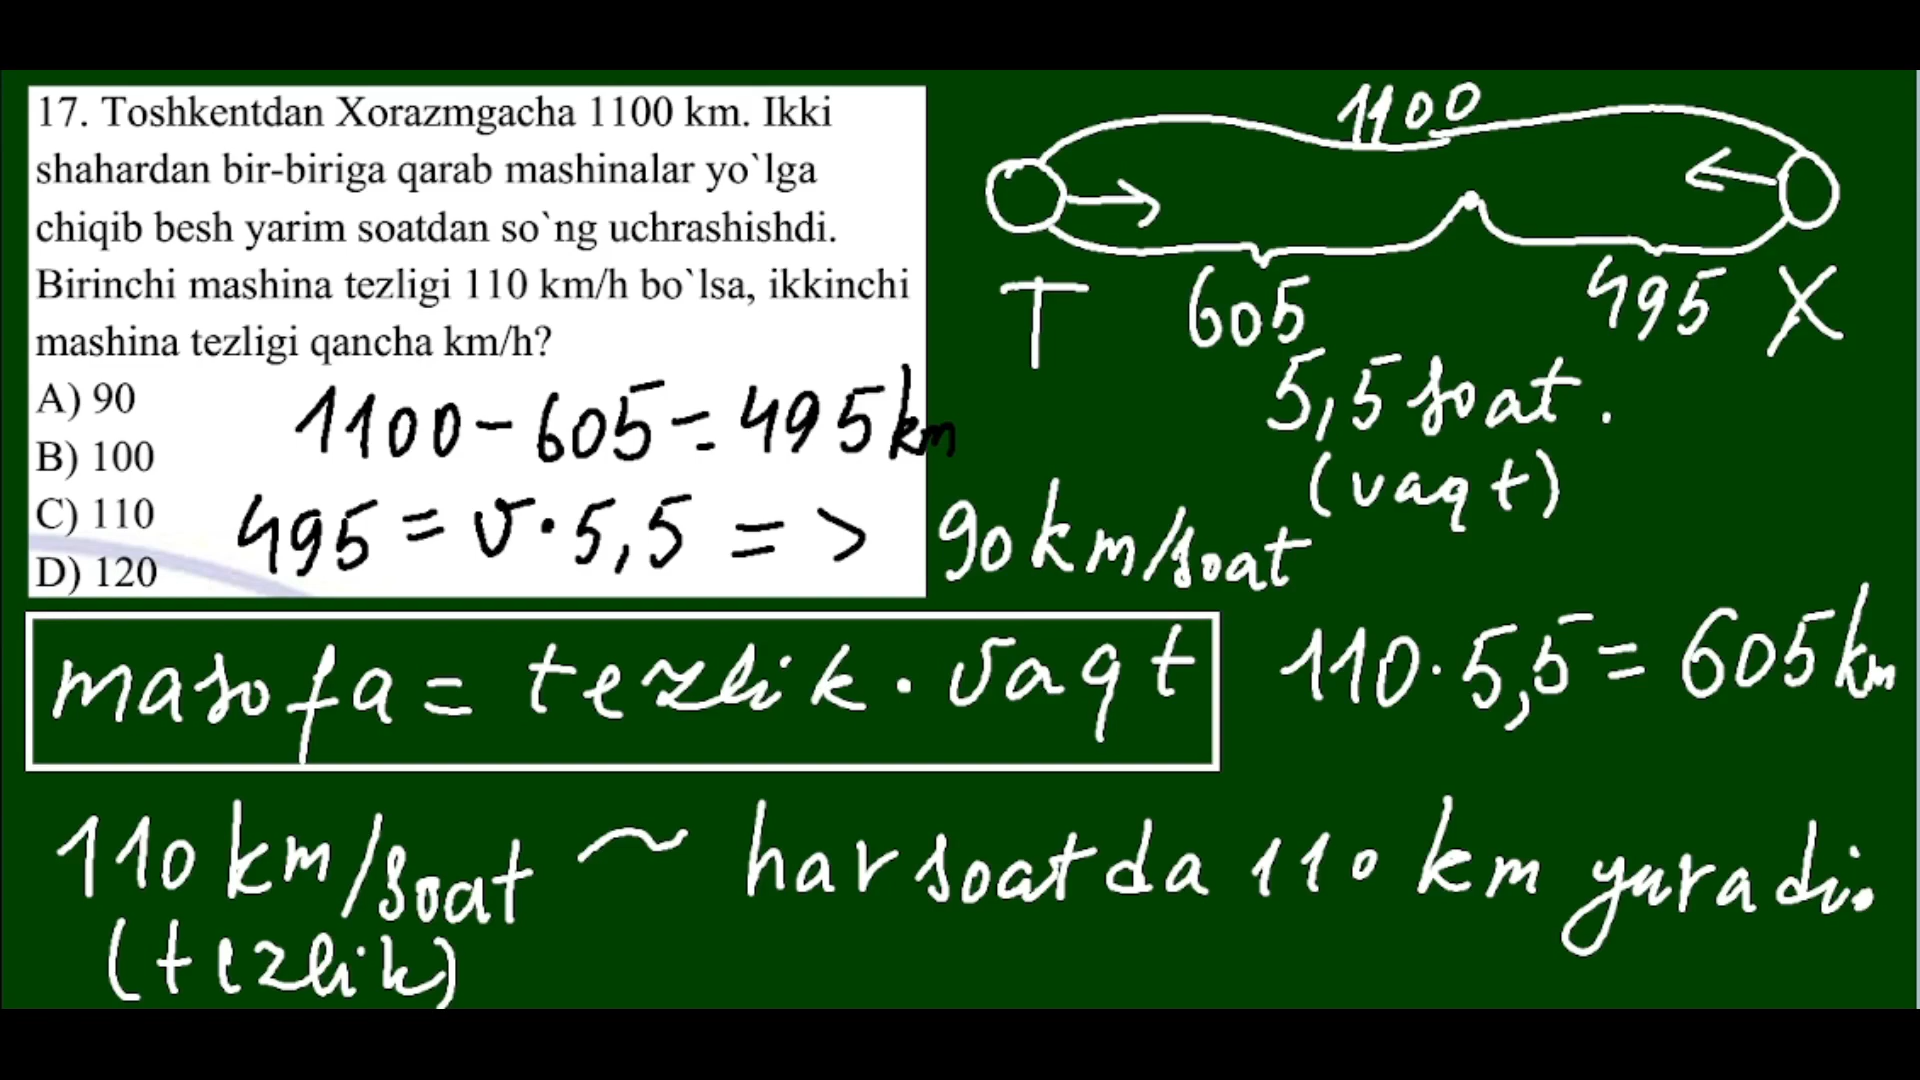 17. Toshkentdan Xorazmgacha 1100 km. Ikki
shahardan bir-biriga qarab mashinalar yo`lga
chiqib besh yarim soatdan so`ng uchrashishdi.
Birinchi mashina tezligi 110 km/h bo`lsa, ikkinchi
mashina tezligi qancha km/h?
A) 90
B) 100
C) 110
D) 120
1100 - 605 = 495 km
495 = v · 5,5 => 90 km/soat
1100
T 605 495 X
5,5 soat.
(vaqt)
masofa = tezlik · vaqt
110 · 5,5 = 605 km
110 km/soat ~ har soatda 110 km yuradi.
(tezlik)